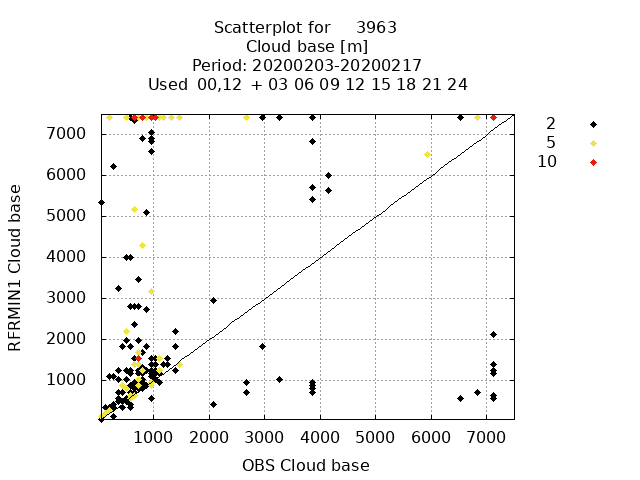 Scatterplot for 3963
Cloud base [m]
Period: 20200203-20200217
Used 00,12 + 03 06 09 12 15 18 21 24
2
5
10
7000
6000
5000
4000
3000
2000
1000
RFRMIN1 Cloud base
1000 2000 3000 4000 5000 6000 7000
OBS Cloud base